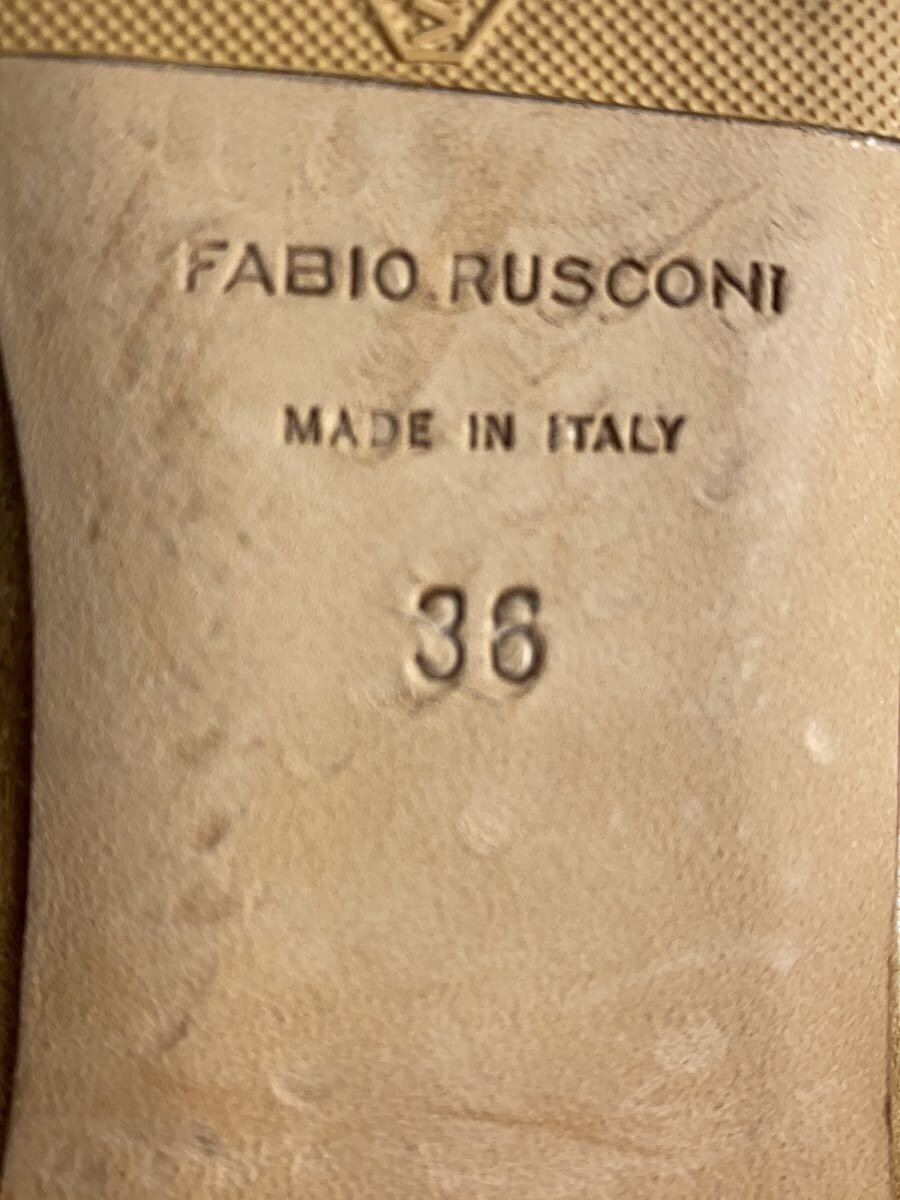 FABIO RUSCONI
MADE IN ITALY
36